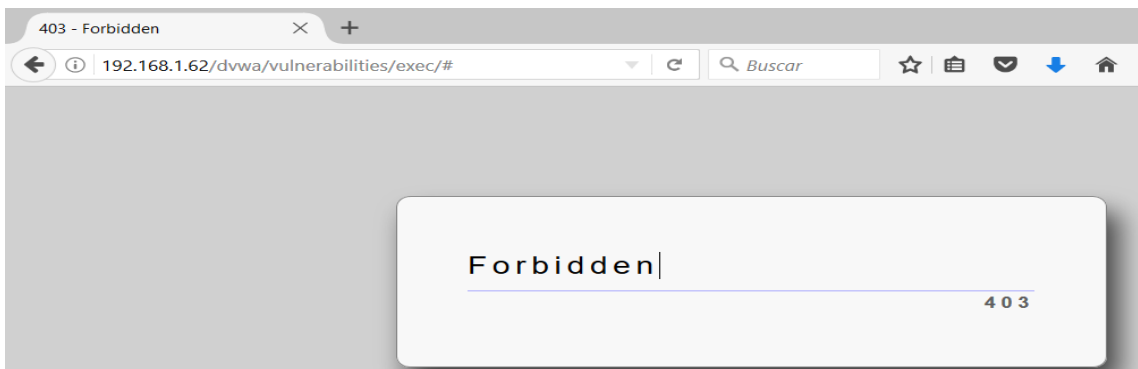 403 - Forbidden
192.168.1.62/dvwa/vulnerabilities/exec/#
Buscar
Forbidden
403